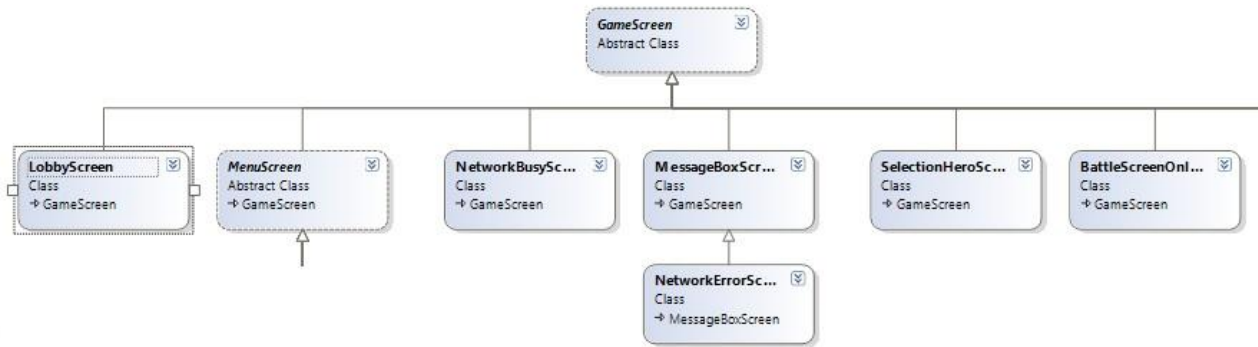 GameScreen
Abstract Class
LobbyScreen
Class
GameScreen
MenuScreen
Abstract Class
GameScreen
NetworkBusySc...
Class
GameScreen
MessageBoxScr...
Class
GameScreen
SelectionHeroSc...
Class
GameScreen
BattleScreenOnl...
Class
GameScreen
NetworkErrorSc...
Class
MessageBoxScreen